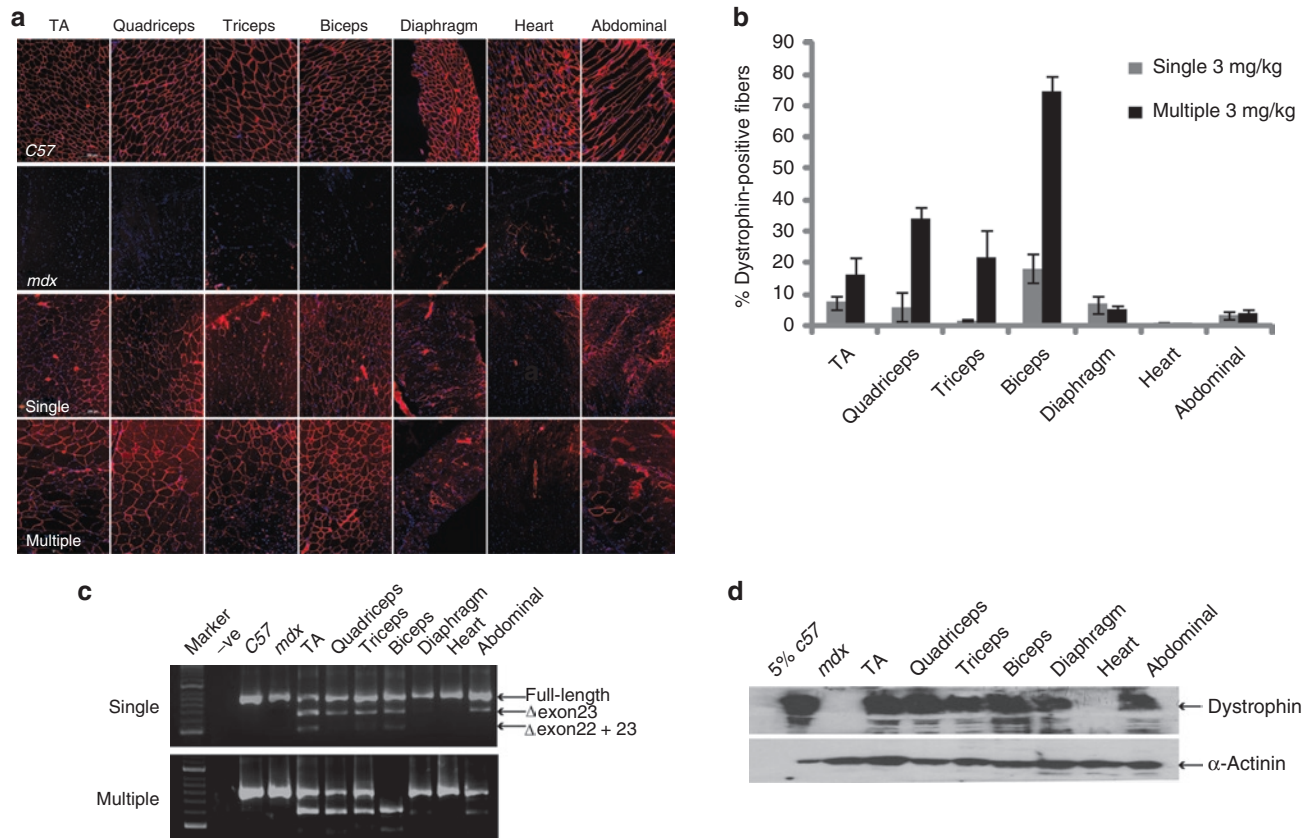 a
TA Quadriceps Triceps Biceps Diaphragm Heart Abdominal
C57
mdx
Single
Multiple
b
% Dystrophin-positive fibers
90
80
70
60
50
40
30
20
10
0
Single 3 mg/kg
Multiple 3 mg/kg
TA Quadriceps Triceps Biceps Diaphragm Heart Abdominal
c
Marker –ve C57 mdx TA Quadriceps Triceps Biceps Diaphragm Heart Abdominal
Single
Full-length
Δexon23
Δexon22 + 23
Multiple
d
5% c57 mdx TA Quadriceps Triceps Biceps Diaphragm Heart Abdominal
Dystrophin
α-Actinin